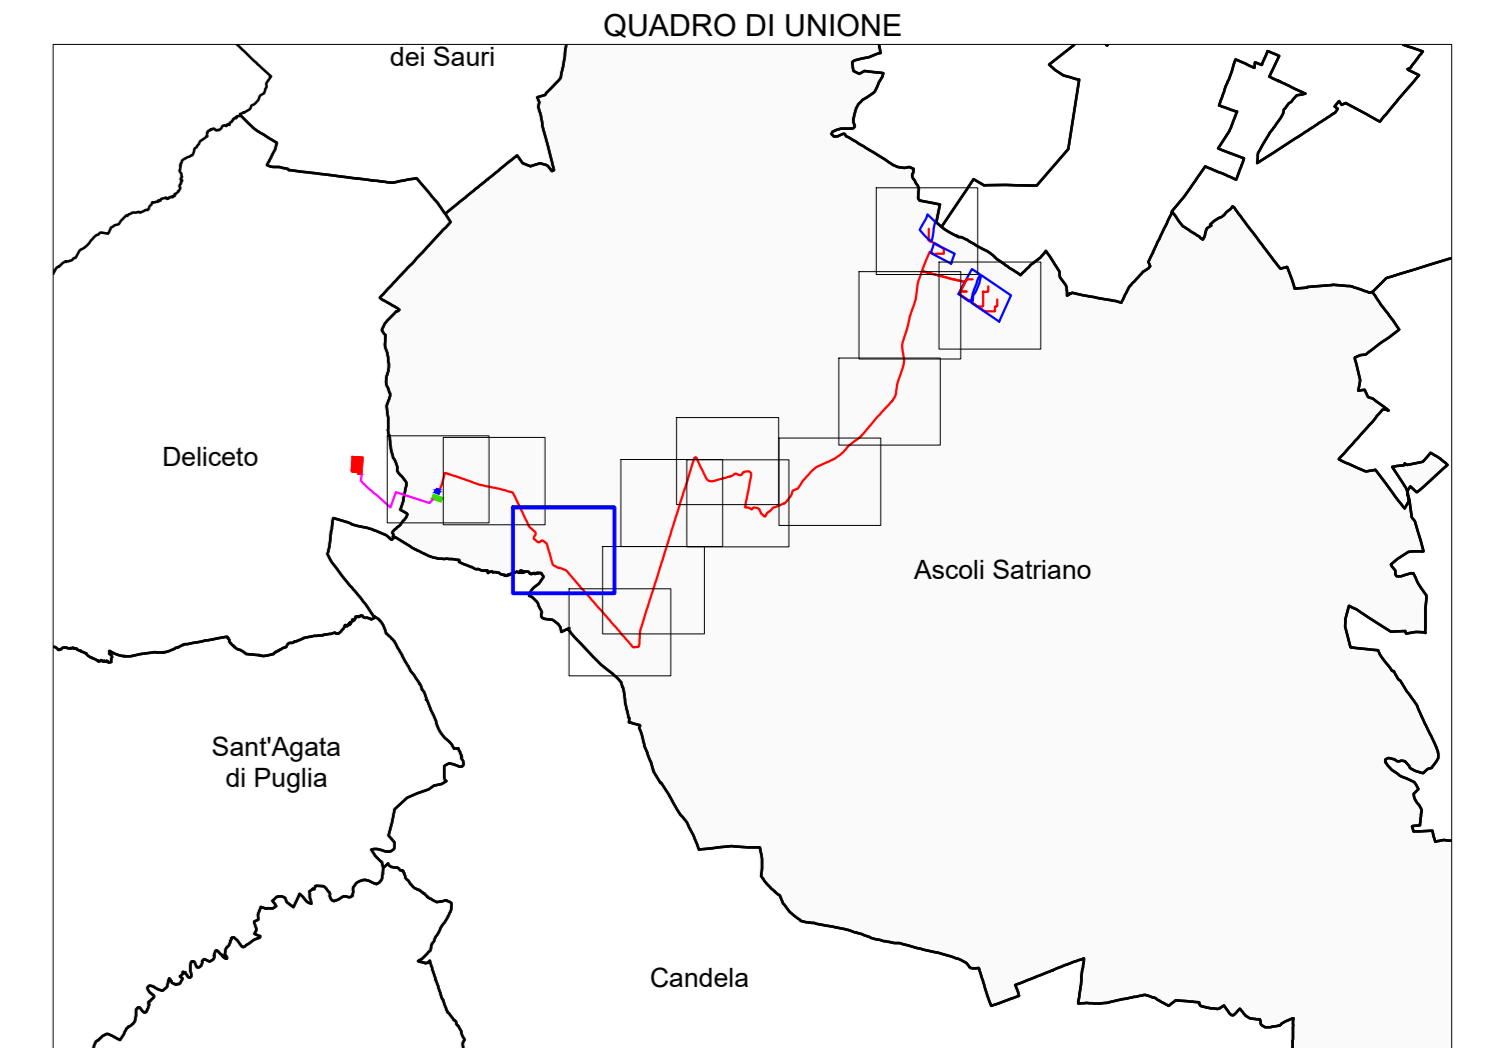 QUADRO DI UNIONE
dei Sauri
Deliceto
Ascoli Satriano
Sant'Agata
di Puglia
Candela